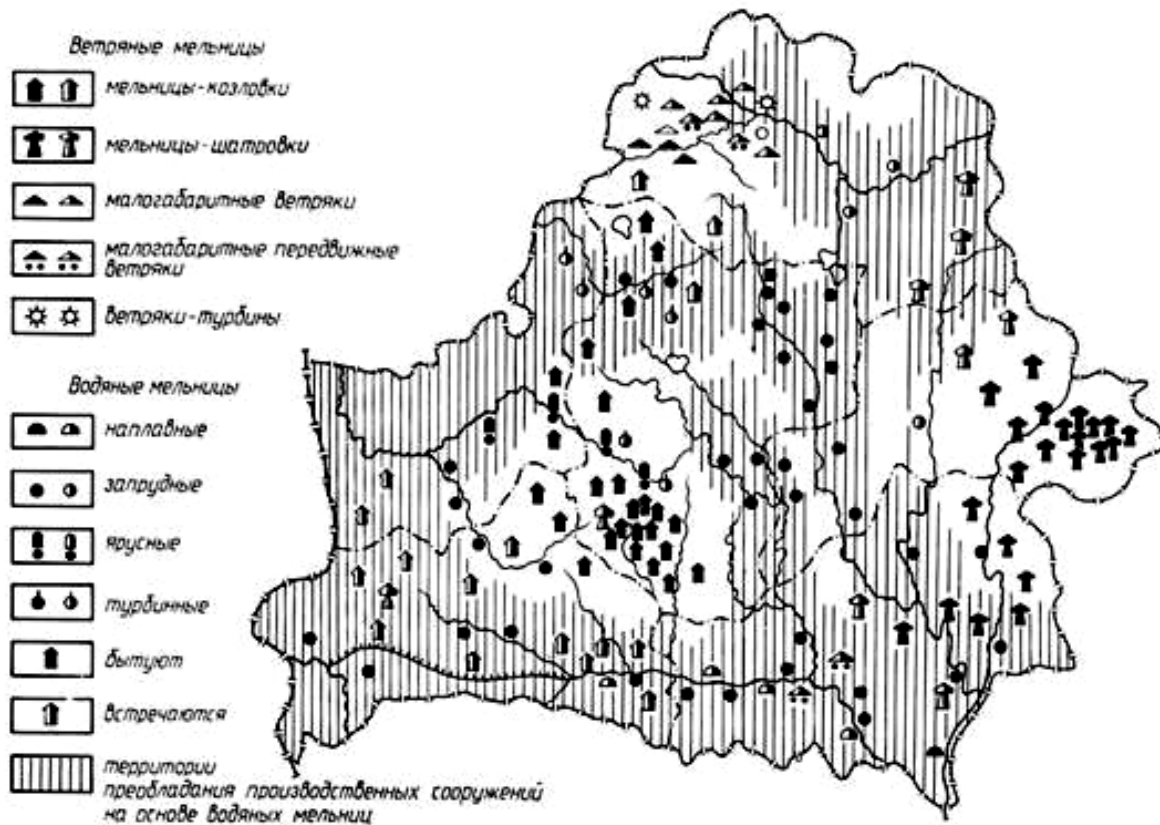 Ветряные мельницы
мельницы-козловки
мельницы-шатровки
малогабаритные ветряки
малогабаритные передвижные
ветряки
ветряки-турбины
Водяные мельницы
наплавные
запрудные
ярусные
турбинные
бытуют
встречаются
территории
преобладания производственных сооружений
на основе водяных мельниц